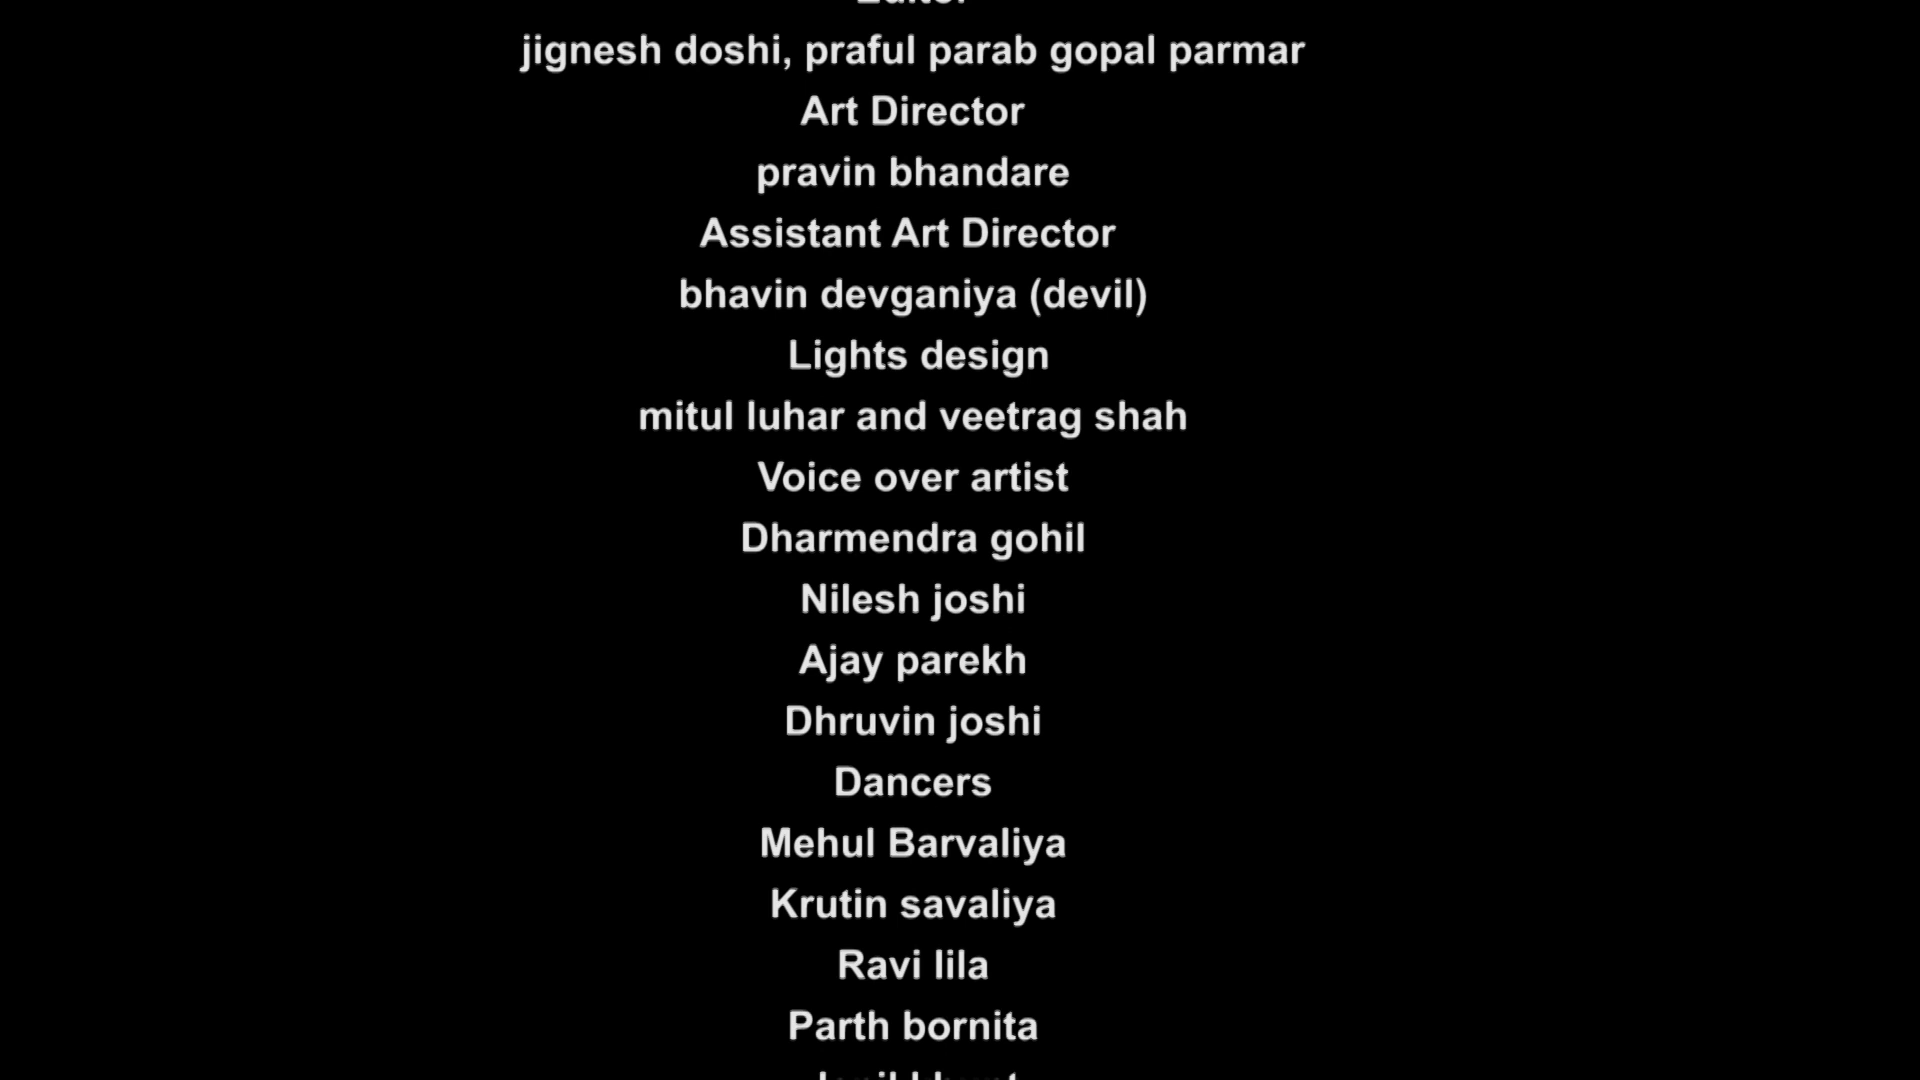 Editor
jignesh doshi, praful parab gopal parmar
Art Director
pravin bhandare
Assistant Art Director
bhavin devganiya (devil)
Lights design
mitul luhar and veetrag shah
Voice over artist
Dharmendra gohil
Nilesh joshi
Ajay parekh
Dhruvin joshi
Dancers
Mehul Barvaliya
Krutin savaliya
Ravi lila
Parth bornita